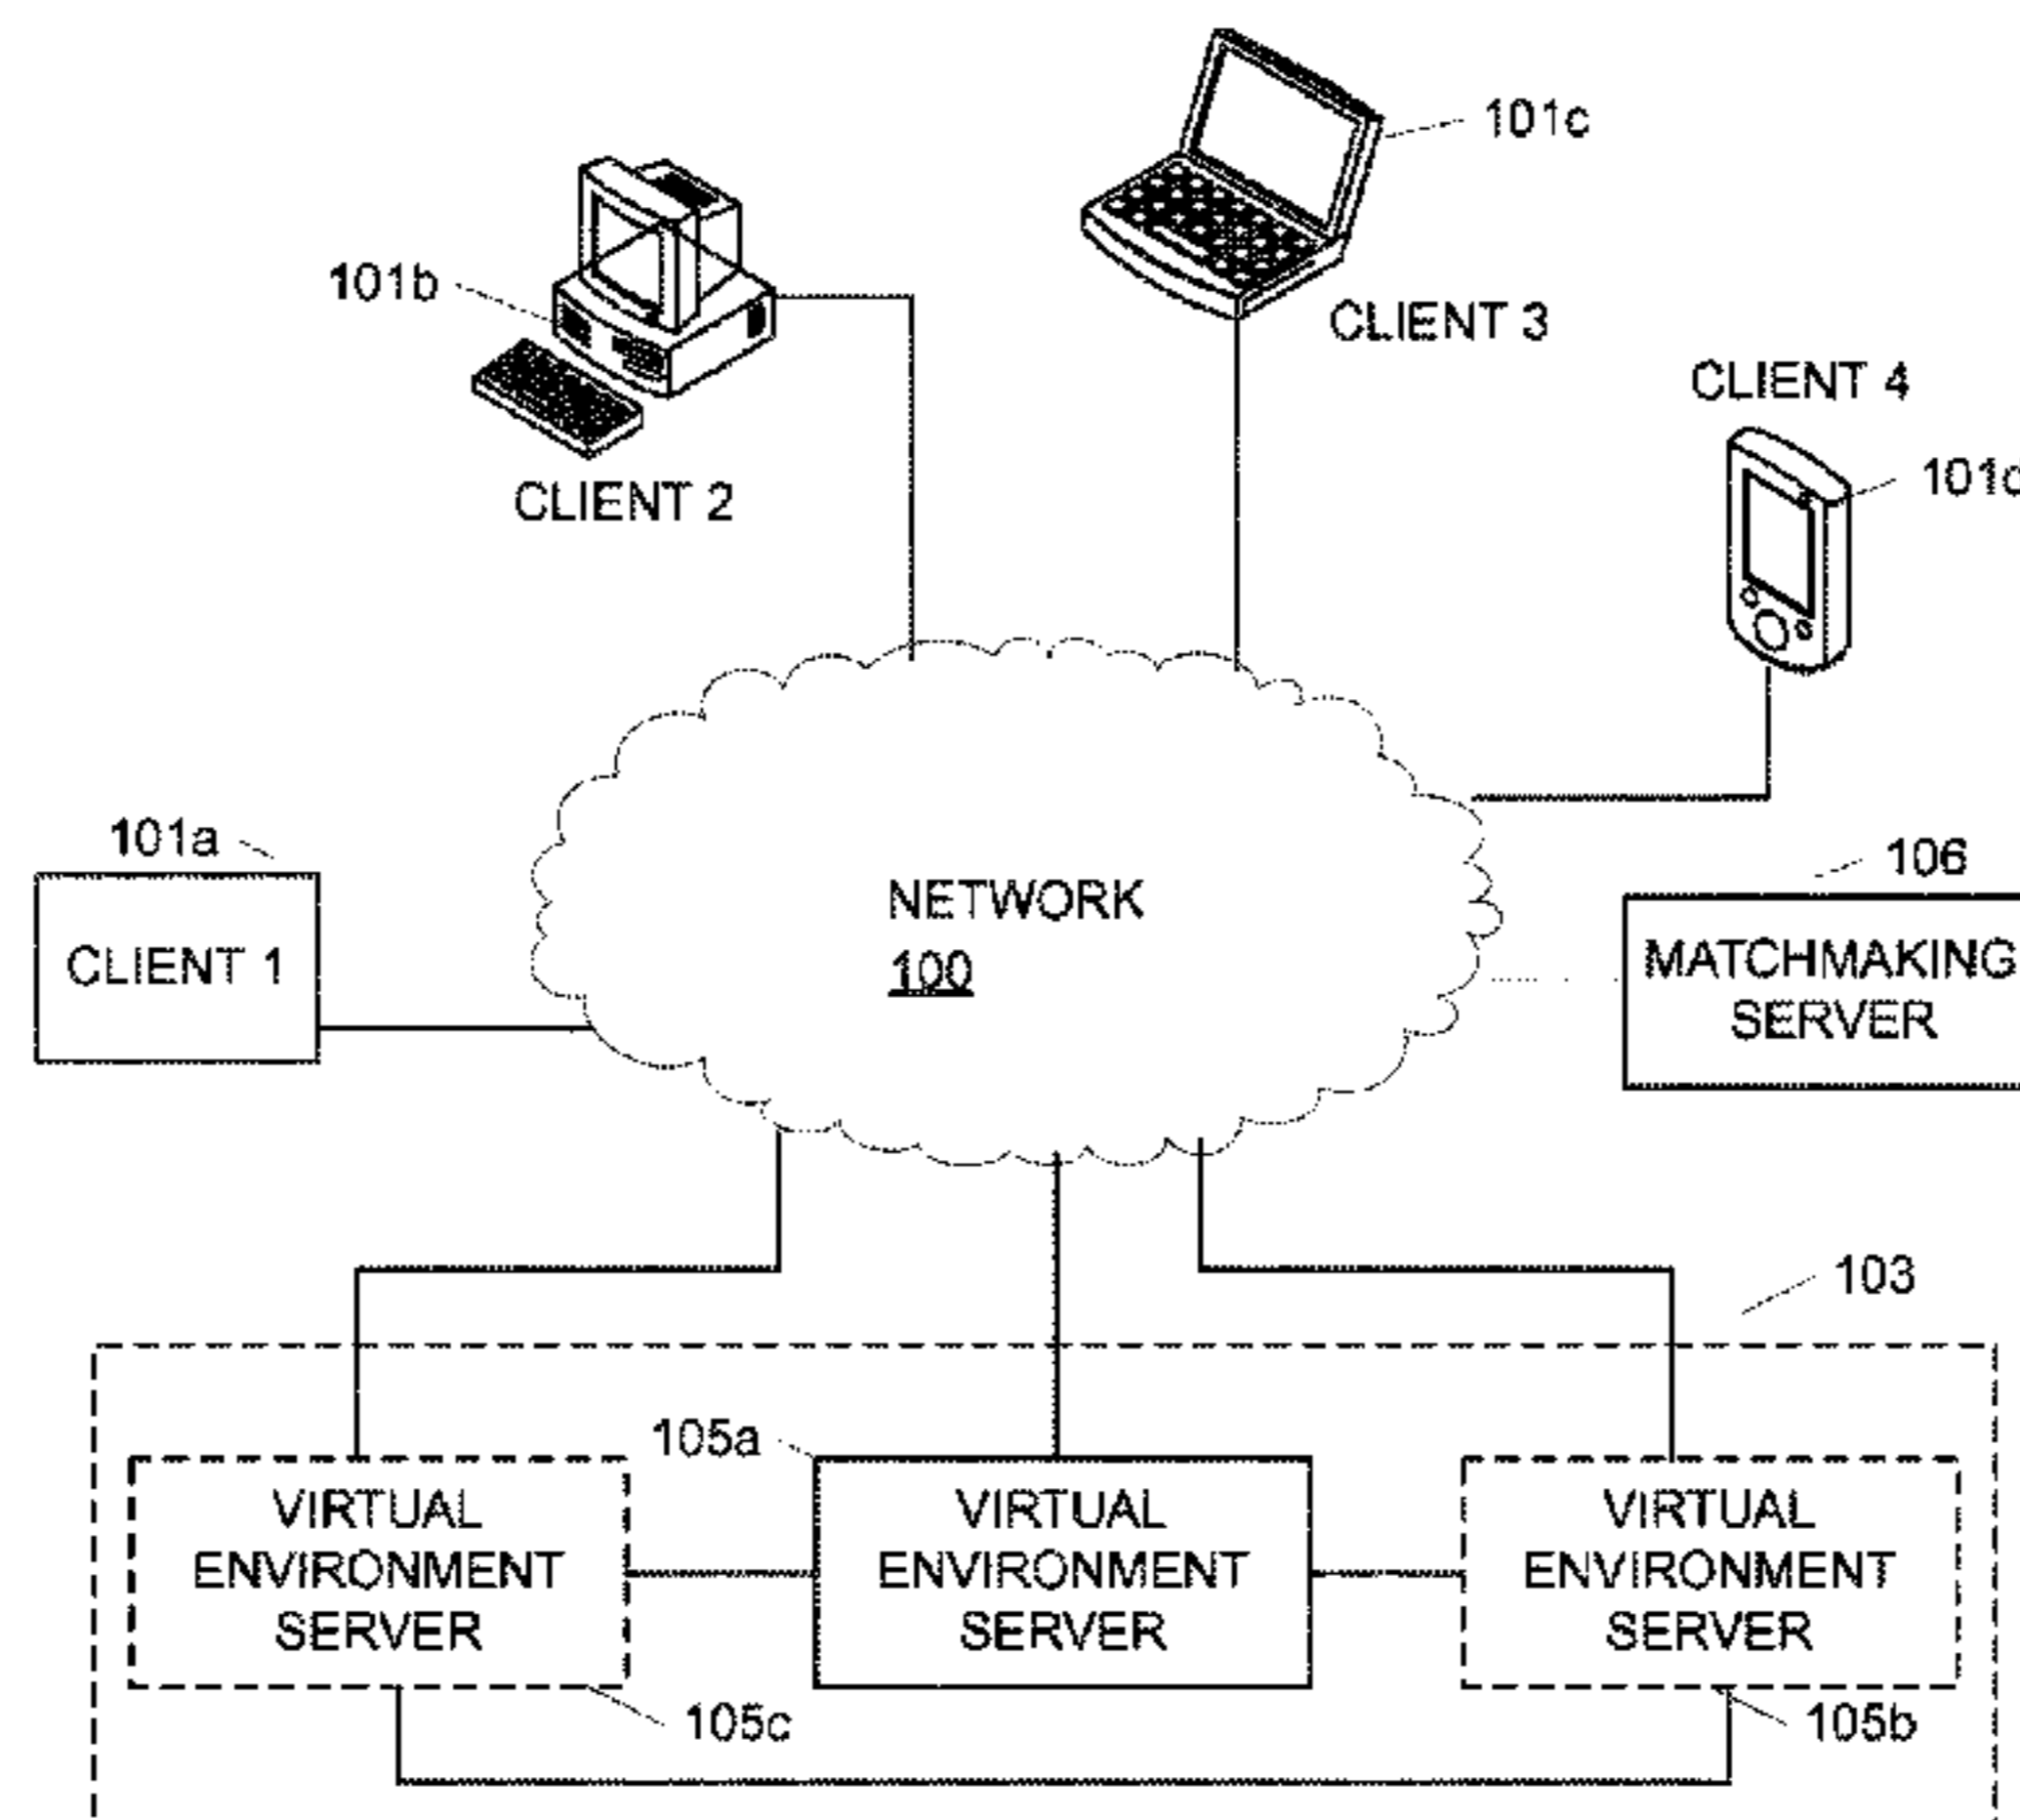 101c
101b
CLIENT 3
CLIENT 4
101d
CLIENT 2
101a
106
NETWORK
100
CLIENT 1
MATCHMAKING
SERVER
103
105a
VIRTUAL
ENVIRONMENT
SERVER
VIRTUAL
ENVIRONMENT
SERVER
VIRTUAL
ENVIRONMENT
SERVER
105c
105b